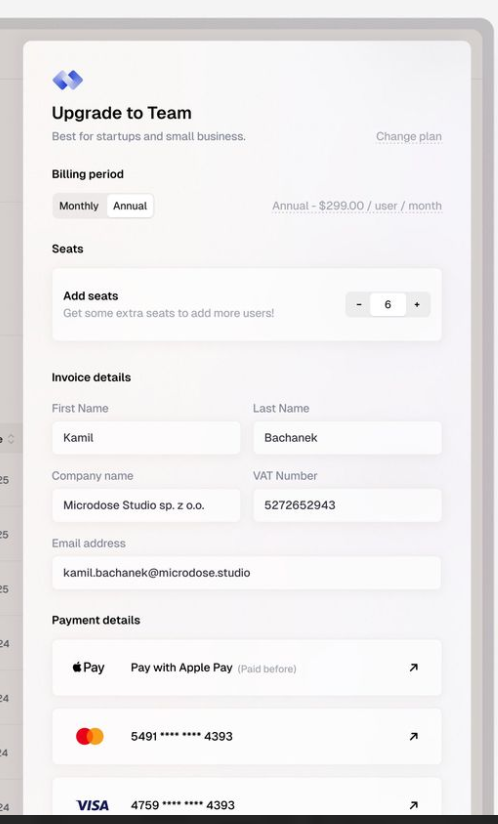 Upgrade to Team
Best for startups and small business.
Change plan
Billing period
Monthly Annual
Annual - $299.00 / user / month
Seats
Add seats
Get some extra seats to add more users!
- 6 +
Invoice details
First Name Last Name
Kamil Bachanek
Company name VAT Number
Microdose Studio sp. z o.o. 5272652943
Email address
kamil.bachanek@microdose.studio
Payment details
Pay Pay with Apple Pay (Paid before)
5491 **** **** 4393
VISA 4759 **** **** 4393
e
25
25
25
24
24
24
24